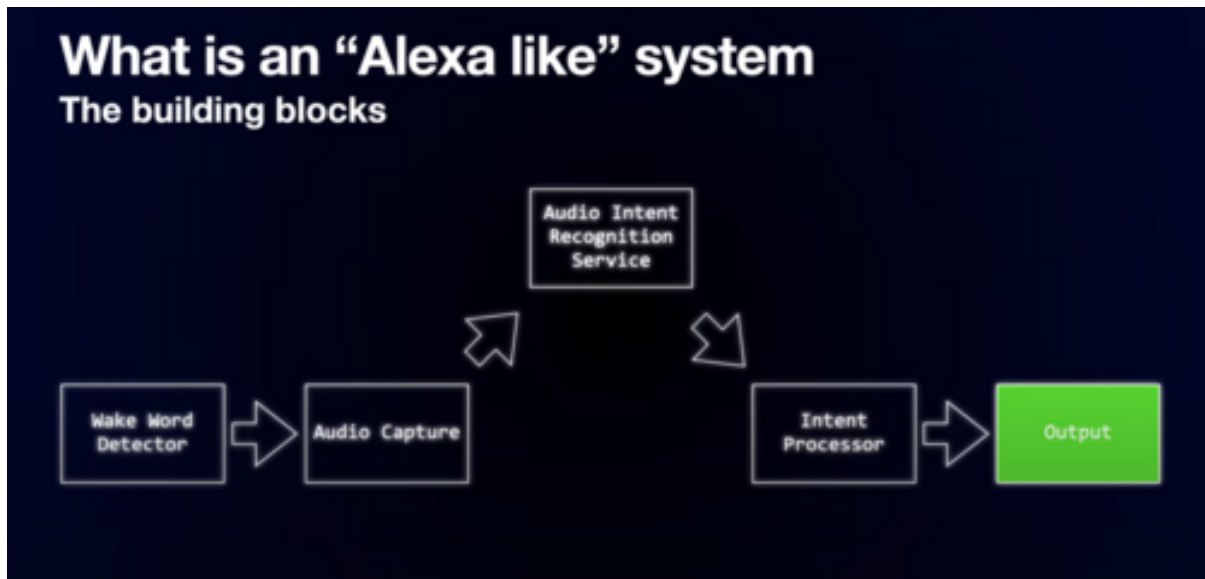 What is an “Alexa like” system
The building blocks
Audio Intent
Recognition
Service
Wake Word
Detector
Audio Capture
Intent
Processor
Output